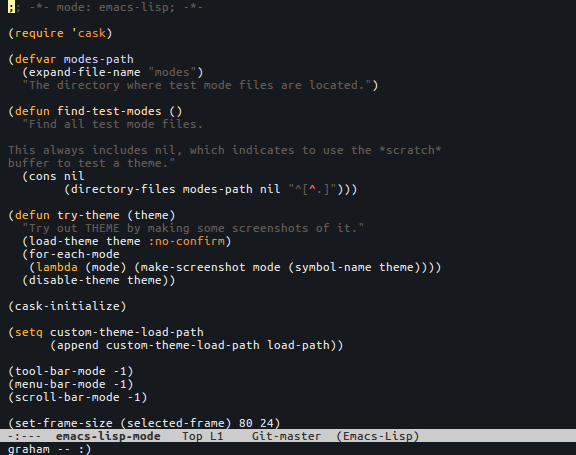 ;; -*- mode: emacs-lisp; -*-

(require 'cask)

(defvar modes-path
  (expand-file-name "modes")
  "The directory where test mode files are located.")

(defun find-test-modes ()
  "Find all test mode files.

This always includes nil, which indicates to use the *scratch*
buffer to test a theme."
  (cons nil
        (directory-files modes-path nil "^[^.]")))

(defun try-theme (theme)
  "Try out THEME by making some screenshots of it."
  (load-theme theme :no-confirm)
  (for-each-mode
   (lambda (mode) (make-screenshot mode (symbol-name theme))))
  (disable-theme theme))

(cask-initialize)

(setq custom-theme-load-path
      (append custom-theme-load-path load-path))

(tool-bar-mode -1)
(menu-bar-mode -1)
(scroll-bar-mode -1)

(set-frame-size (selected-frame) 80 24)
-:---  emacs-lisp-mode   Top L1    Git-master  (Emacs-Lisp)
graham -- :)